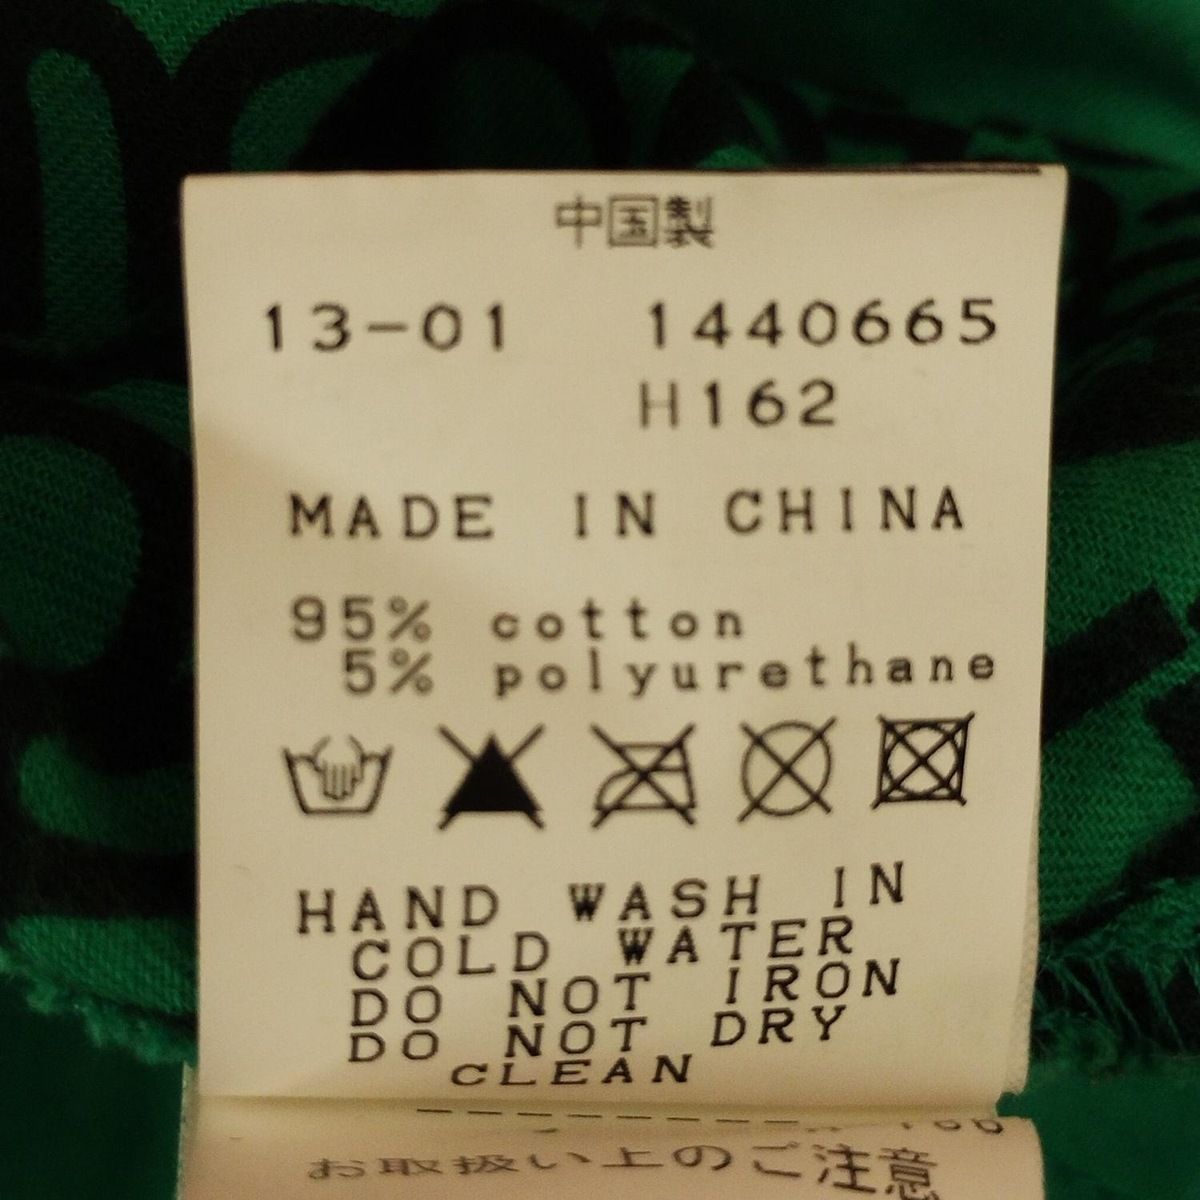 中国製
13-01 1440665
H162
MADE IN CHINA
95% cotton
5% polyurethane
HAND WASH IN
COLD WATER
DO NOT IRON
DO NOT DRY
CLEAN
お取扱い上のご注意